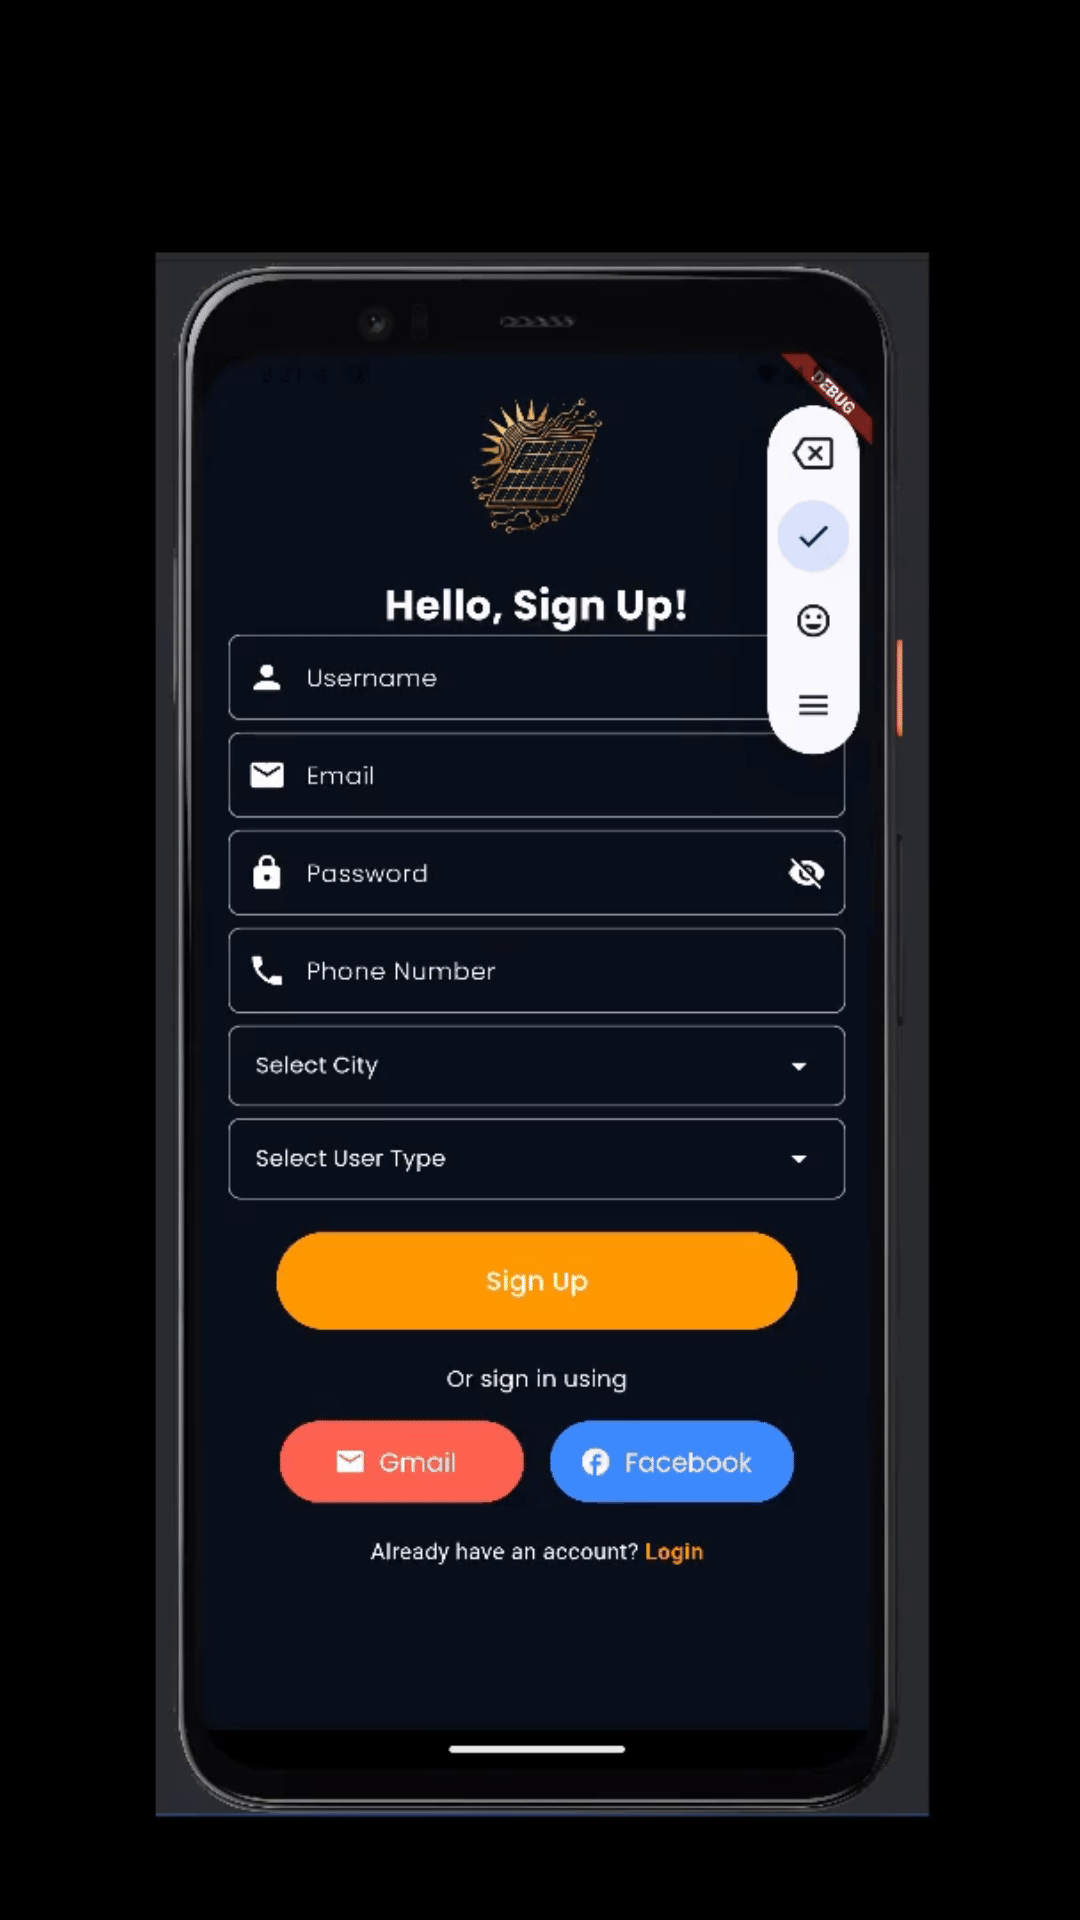 DEBUG
Hello, Sign Up!
Username
Email
Password
Phone Number
Select City
Select User Type
Sign Up
Or sign in using
Gmail
Facebook
Already have an account? Login